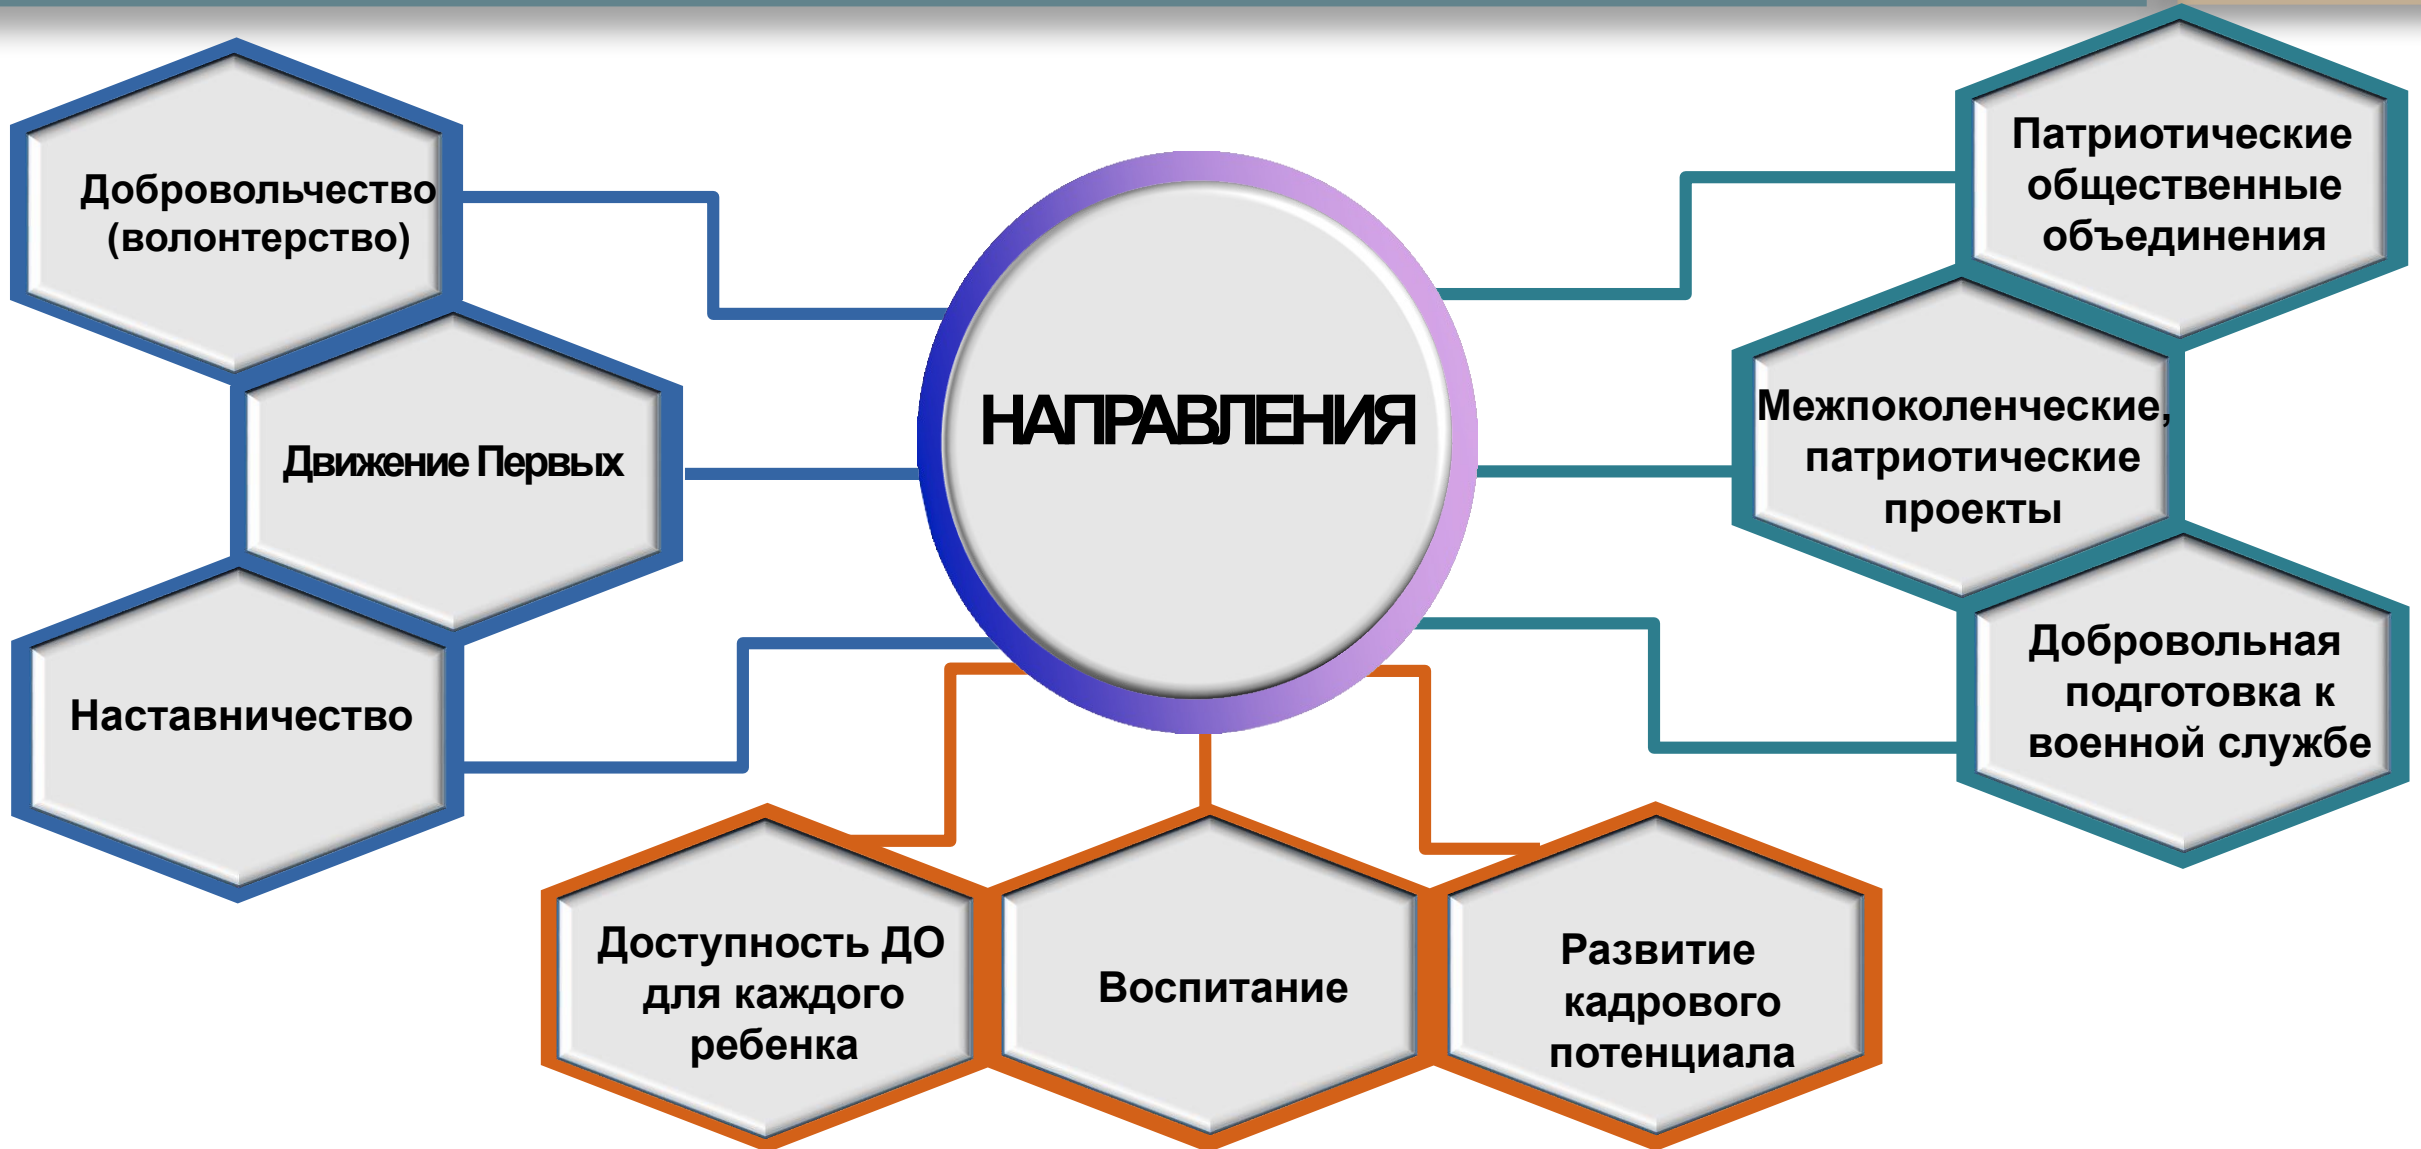 Добровольчество
(волонтерство)
Движение Первых
Наставничество
НАПРАВЛЕНИЯ
Патриотические
общественные
объединения
Межпоколенческие,
патриотические
проекты
Добровольная
подготовка к
военной службе
Доступность ДО
для каждого
ребенка
Воспитание
Развитие
кадрового
потенциала